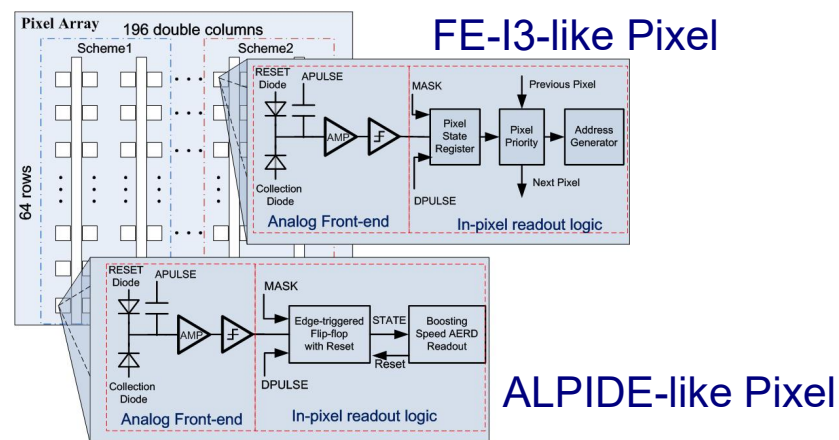 Pixel Array
196 double columns
Scheme1
Scheme2
64 rows
FE-I3-like Pixel
RESET
Diode
APULSE
AMP
Collection
Diode
Analog Front-end
MASK
DPULSE
Pixel
State
Register
Previous Pixel
Pixel
Priority
Next Pixel
Address
Generator
In-pixel readout logic
RESET
Diode
APULSE
AMP
Collection
Diode
Analog Front-end
MASK
DPULSE
Edge-triggered
Flip-flop
with Reset
STATE
Reset
Boosting
Speed AERD
Readout
In-pixel readout logic
ALPIDE-like Pixel